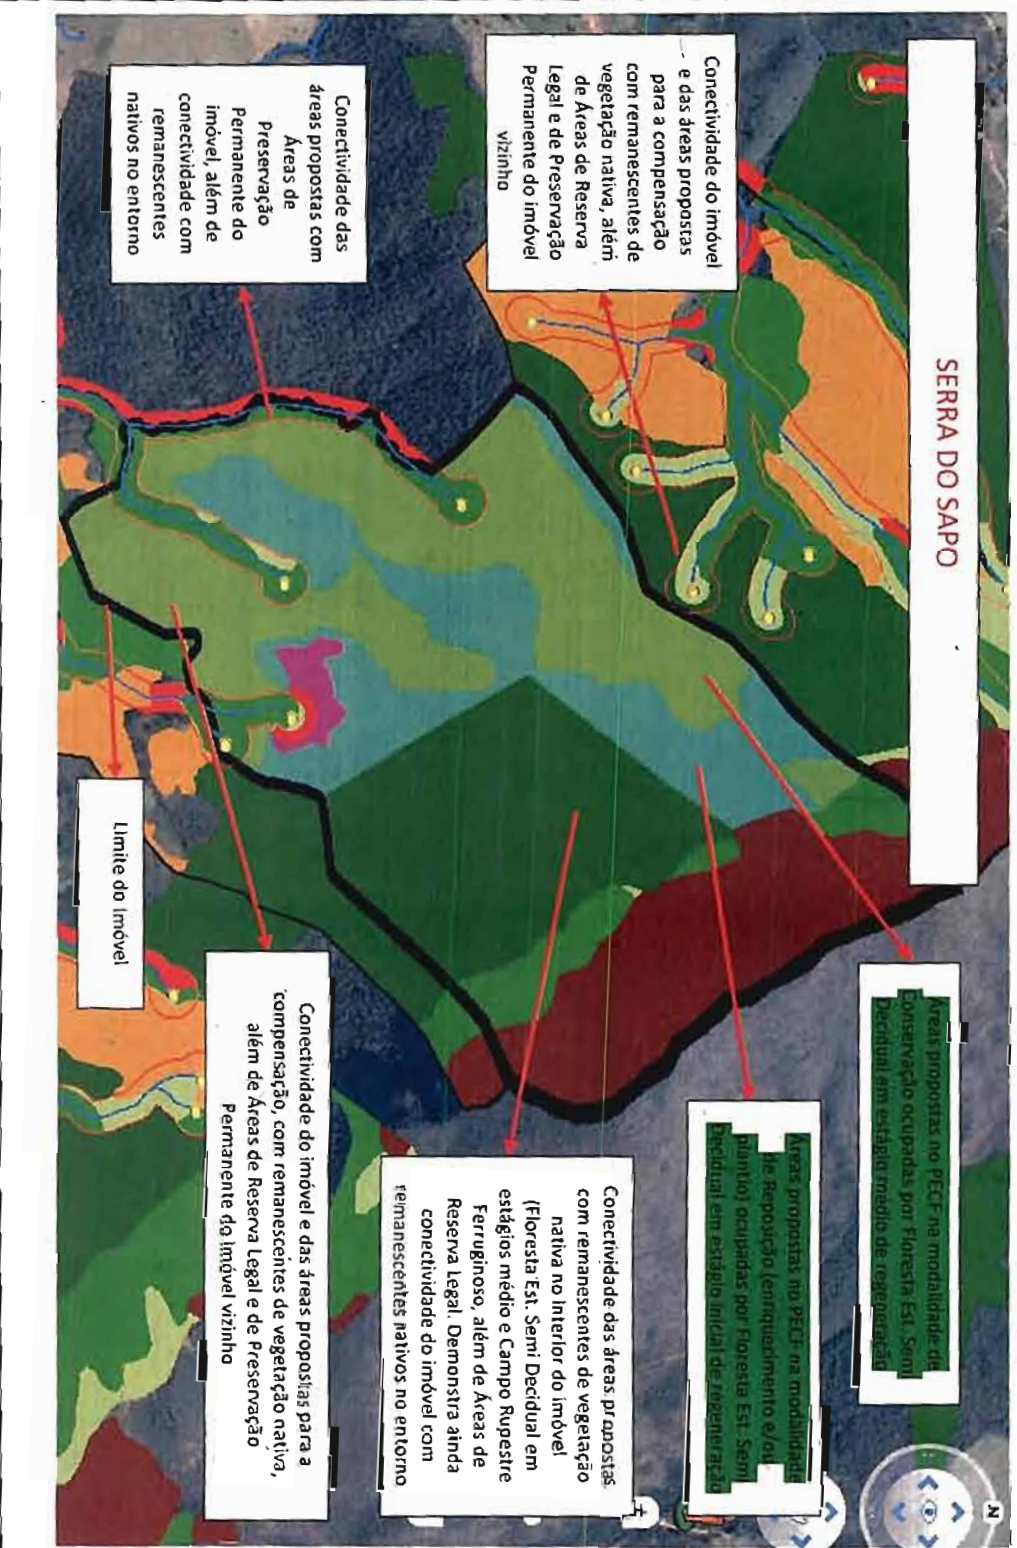 SERRA DO SAPO
Conectividade do imóvel
e das áreas propostas
para a compensação
com remanescentes de
vegetação nativa, além
de Áreas de Reserva
Legal e de Preservação
Permanente do imóvel
vizinho
Conectividade das
áreas propostas com
Áreas de
Preservação
Permanente do
imóvel, além de
conectividade com
remanescentes
nativos no entorno
Áreas propostas no PECF na modalidade de
Conservação ocupadas por Floresta Est. Semi
Decidual em estágio médio de regeneração
Áreas propostas no PECF na modalidade
de Reposição (enriquecimento e/ou
plantio) ocupadas por Floresta Est. Semi
Decidual em estágio inicial de regeneração
Conectividade das áreas propostas
com remanescentes de vegetação
nativa no interior do imóvel
(Floresta Est. Semi Decidual em
estágios médio e Campo Rupestre
Ferruginoso, além de Áreas de
Reserva Legal. Demonstra ainda
conectividade do imóvel com
remanescentes nativos no entorno
Limite do Imóvel
Conectividade do imóvel e das áreas propostas para a
compensação, com remanescentes de vegetação nativa,
além de Áreas de Reserva Legal e de Preservação
Permanente do imóvel vizinho
N